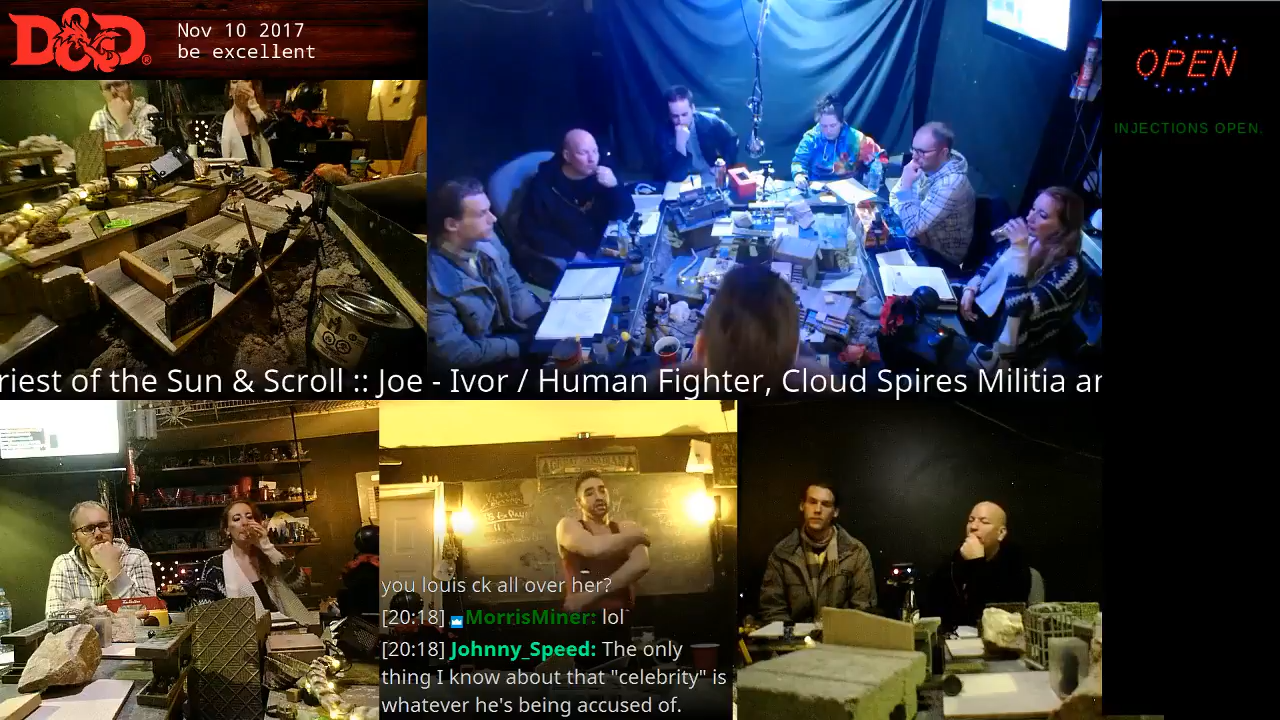 D&D®
Nov 10 2017
be excellent
OPEN
INJECTIONS OPEN.
riest of the Sun & Scroll :: Joe - Ivor / Human Fighter, Cloud Spires Militia ar
you louis ck all over her?
[20:18] MorrisMiner: lol
[20:18] Johnny_Speed: The only
thing I know about that "celebrity" is
whatever he's being accused of.